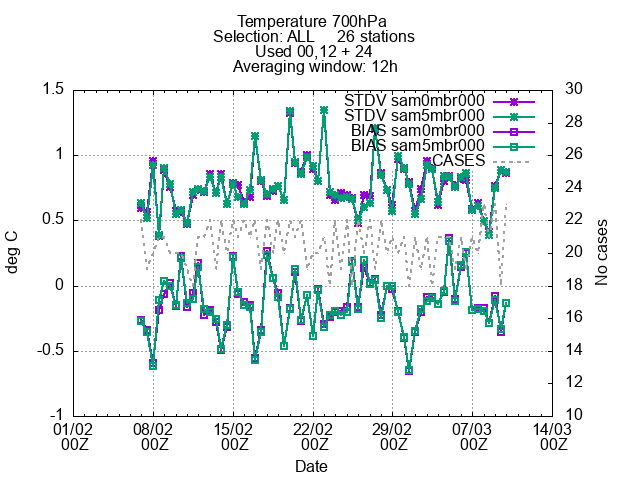 Temperature 700hPa
Selection: ALL 26 stations
Used 00,12 + 24
Averaging window: 12h
STDV sam0mbr000
STDV sam5mbr000
BIAS sam0mbr000
BIAS sam5mbr000
CASES
deg C
1.5
1
0.5
0
-0.5
-1
No cases
30
28
26
24
22
20
18
16
14
12
10
01/02 08/02 15/02 22/02 29/02 07/03 14/03
00Z 00Z 00Z 00Z 00Z 00Z 00Z
Date